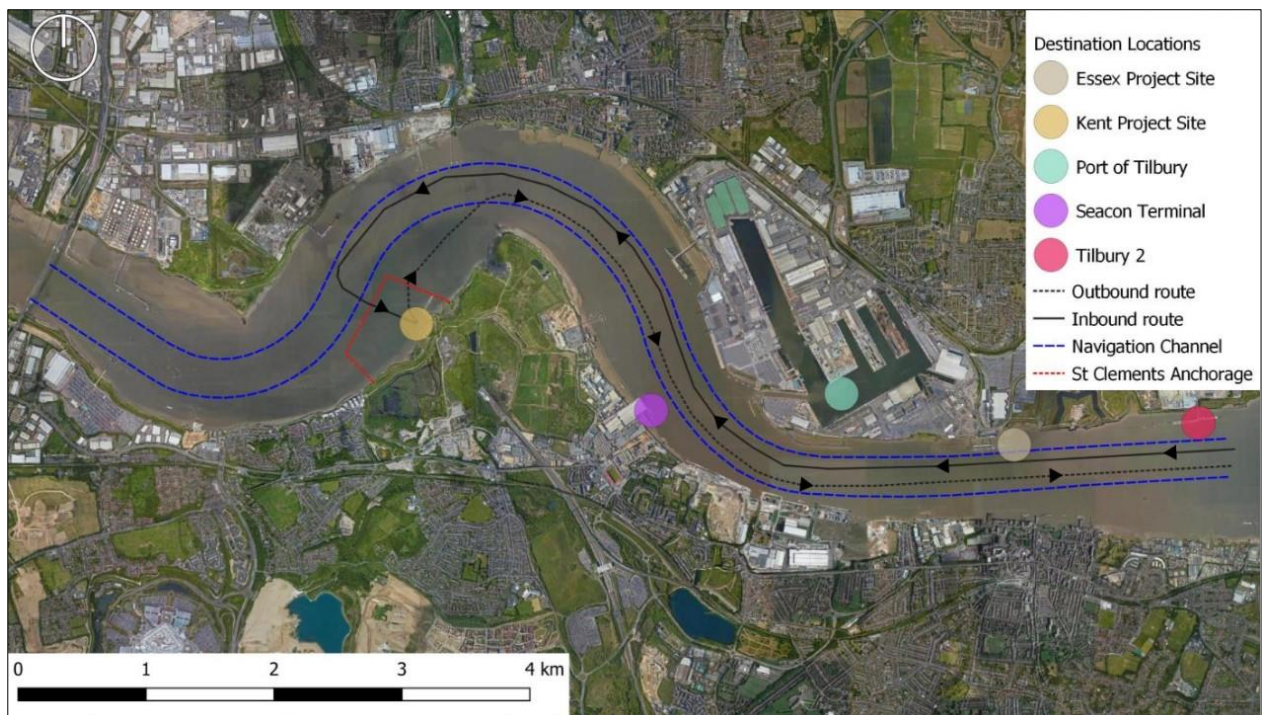 Destination Locations
Essex Project Site
Kent Project Site
Port of Tilbury
Seacon Terminal
Tilbury 2
Outbound route
Inbound route
Navigation Channel
St Clements Anchorage
0 1 2 3 4 km